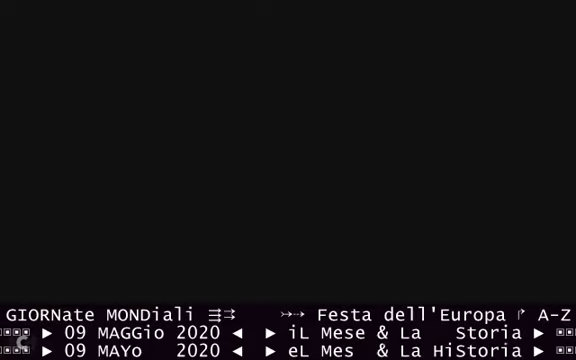 GIORNate MONDiali ⇶⇉ ⤖⇢ Festa dell'Europa ↱ A-Z
▶ 09 MAGGio 2020 ◀ ▶ iL Mese & La Storia ▶
▶ 09 MAYo 2020 ◀ ▶ eL Mes & La HiStoria ▶